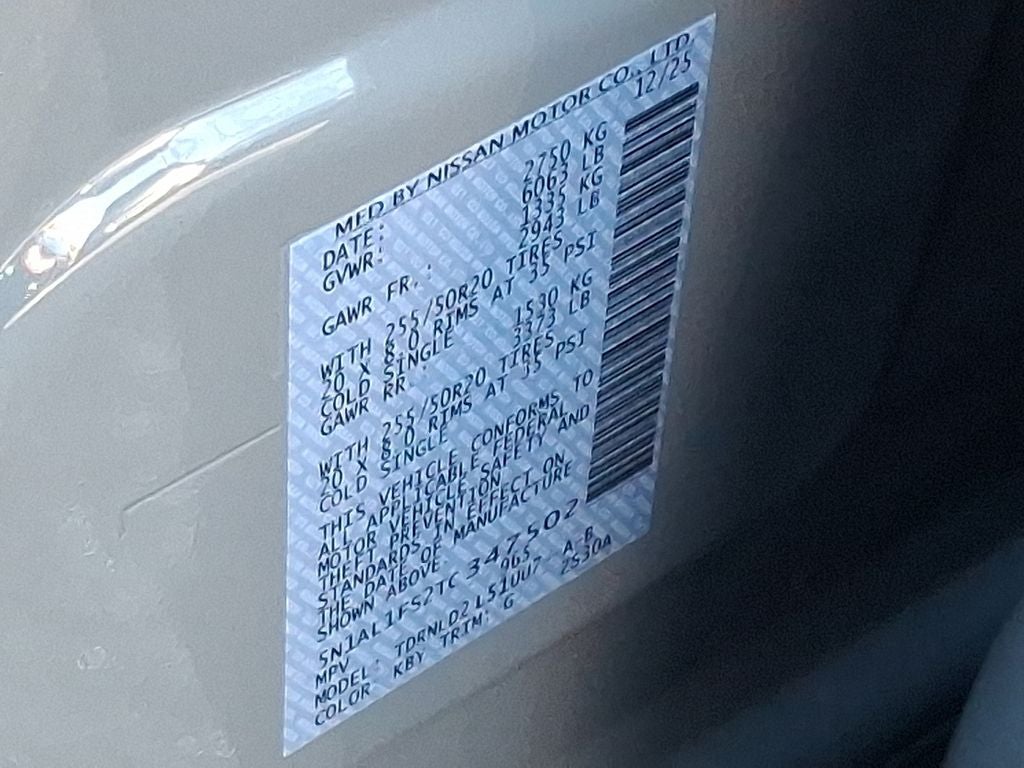 MFD BY NISSAN MOTOR CO., LTD
DATE: 12/25
GVWR: 2750 KG
6063 LB
GAWR FR.: 1335 KG
2943 LB
WITH 255/50R20 TIRES
20 X 8.0 RIMS AT 35 PSI
COLD SINGLE
GAWR RR.: 1530 KG
3373 LB
WITH 255/50R20 TIRES
20 X 8.0 RIMS AT 35 PSI
COLD SINGLE
THIS VEHICLE CONFORMS TO
ALL APPLICABLE FEDERAL
MOTOR VEHICLE SAFETY AND
THEFT PREVENTION
STANDARDS IN EFFECT ON
THE DATE OF MANUFACTURE
SHOWN ABOVE.
5N1AL1FS2TC347502
MPV 965 A-B
MODEL: TDRNLD2L51UU7 2S30A
COLOR KBY TRIM: G